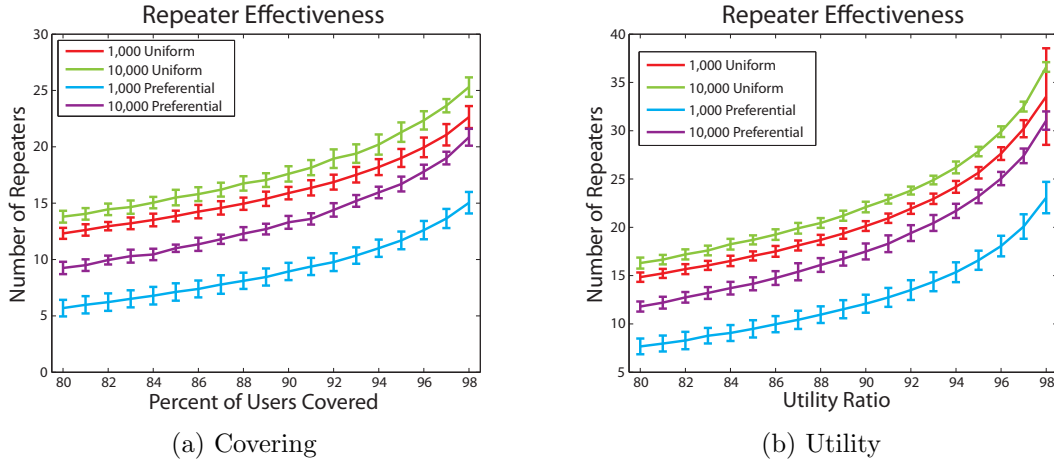 Repeater Effectiveness
Number of Repeaters
30
25
20
15
10
5
0
1,000 Uniform
10,000 Uniform
1,000 Preferential
10,000 Preferential
80 82 84 86 88 90 92 94 96 98
Percent of Users Covered
(a) Covering
Repeater Effectiveness
Number of Repeaters
40
35
30
25
20
15
10
5
1,000 Uniform
10,000 Uniform
1,000 Preferential
10,000 Preferential
80 82 84 86 88 90 92 94 96 98
Utility Ratio
(b) Utility